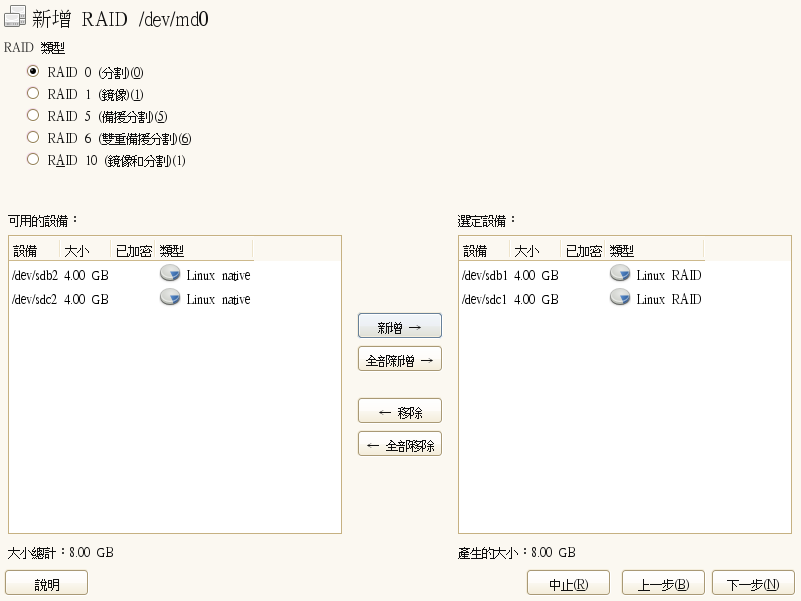 新增 RAID /dev/md0
RAID 類型
RAID 0 (分割)(0)
RAID 1 (鏡像)(1)
RAID 5 (備援分割)(5)
RAID 6 (雙重備援分割)(6)
RAID 10 (鏡像和分割)(1)
可用的設備：
設備 大小 已加密 類型
/dev/sdb2 4.00 GB Linux native
/dev/sdc2 4.00 GB Linux native
大小總計：8.00 GB
新增 →
全部新增 →
← 移除
← 全部移除
選定設備：
設備 大小 已加密 類型
/dev/sdb1 4.00 GB Linux RAID
/dev/sdc1 4.00 GB Linux RAID
產生的大小：8.00 GB
說明 中止(R) 上一步(B) 下一步(N)